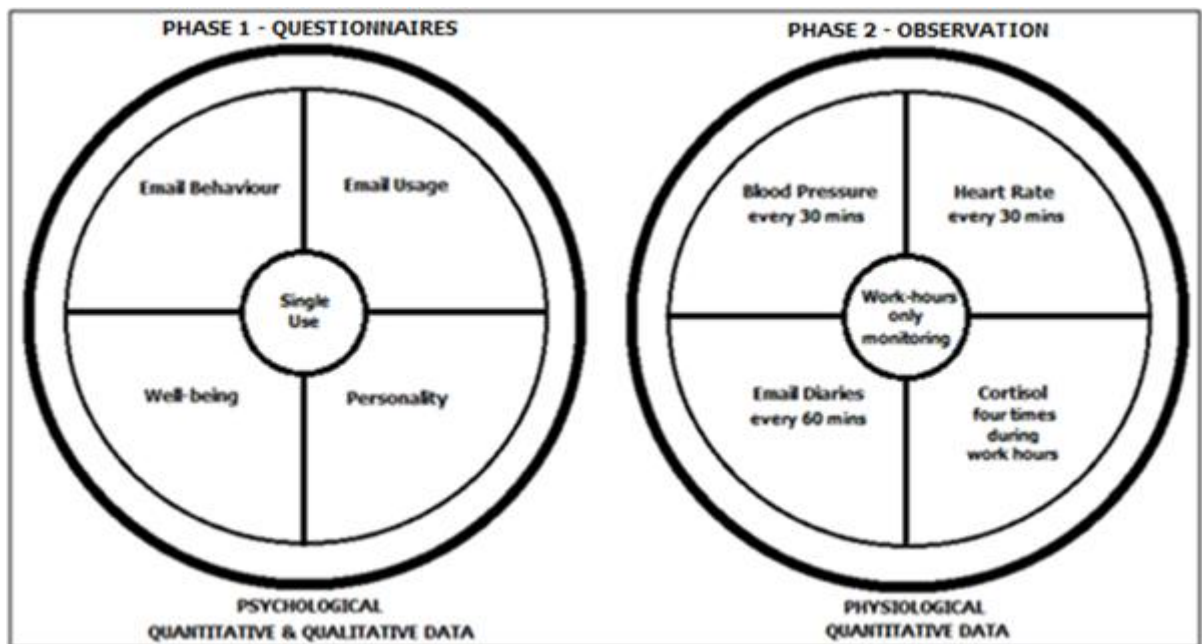 PHASE 1 - QUESTIONNAIRES
Email Behaviour
Email Usage
Single
Use
Well-being
Personality
PSYCHOLOGICAL
QUANTITATIVE & QUALITATIVE DATA
PHASE 2 - OBSERVATION
Blood Pressure
every 30 mins
Heart Rate
every 30 mins
Work-hours
only
monitoring
Email Diaries
every 60 mins
Cortisol
four times
during
work hours
PHYSIOLOGICAL
QUANTITATIVE DATA